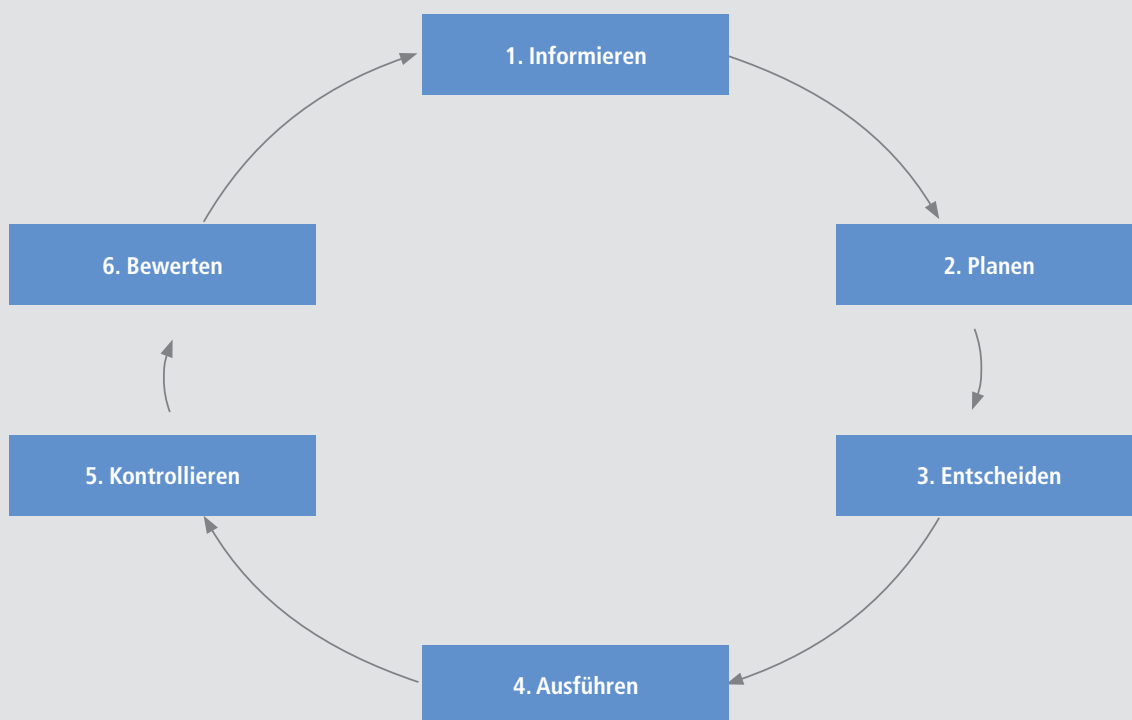 1. Informieren
2. Planen
3. Entscheiden
4. Ausführen
5. Kontrollieren
6. Bewerten